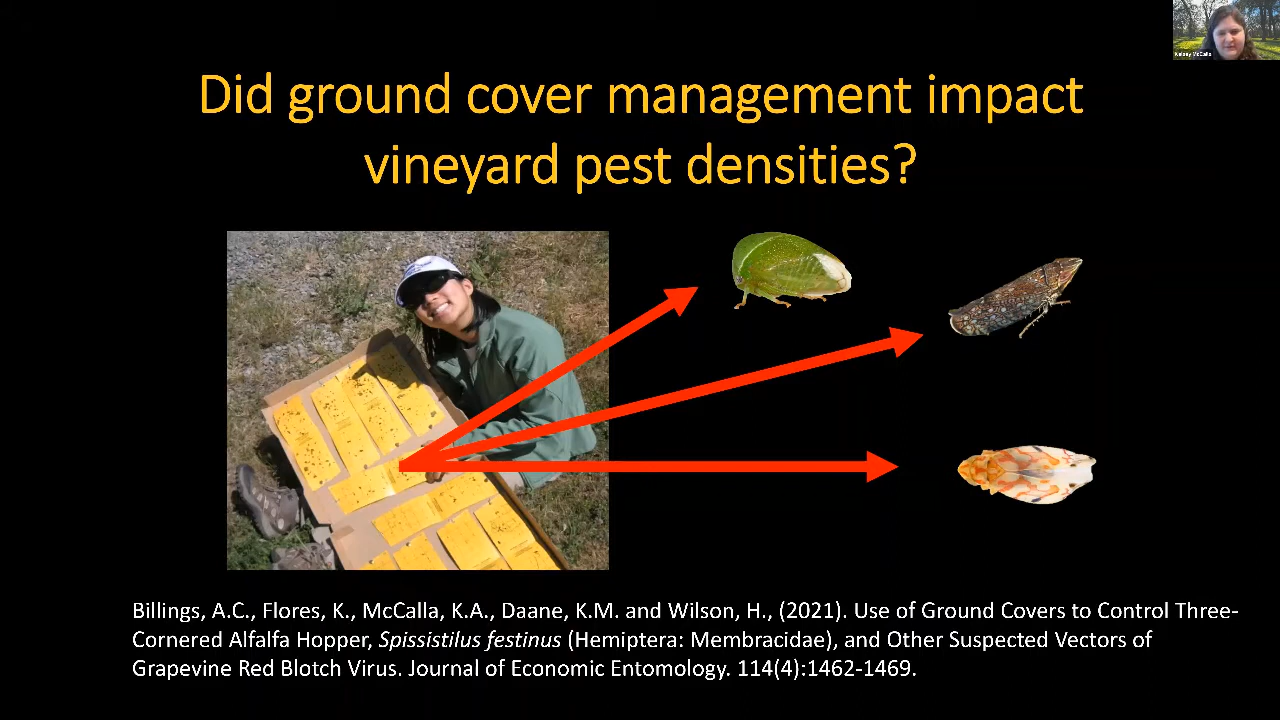 Kelsey McCalla
Did ground cover management impact
vineyard pest densities?
Billings, A.C., Flores, K., McCalla, K.A., Daane, K.M. and Wilson, H., (2021). Use of Ground Covers to Control Three-
Cornered Alfalfa Hopper, Spissistilus festinus (Hemiptera: Membracidae), and Other Suspected Vectors of
Grapevine Red Blotch Virus. Journal of Economic Entomology. 114(4):1462-1469.